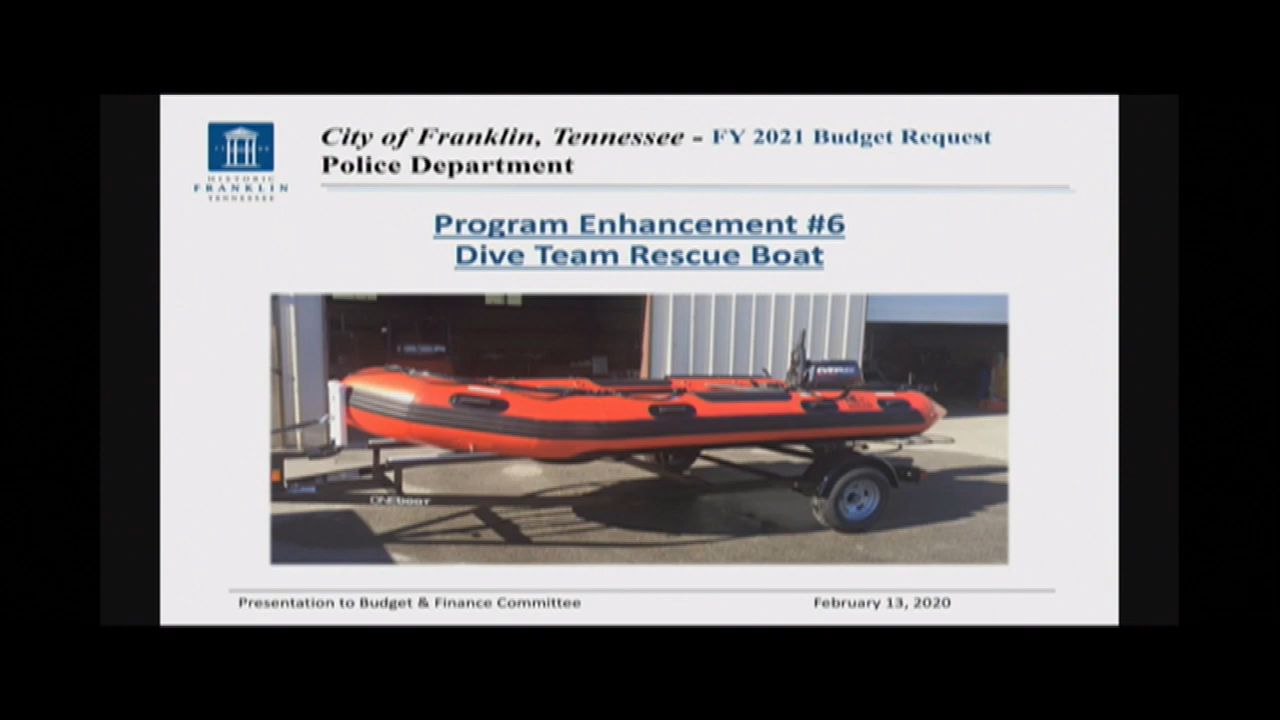 City of Franklin, Tennessee - FY 2021 Budget Request
Police Department
HISTORIC
FRANKLIN
TENNESSEE
Program Enhancement #6
Dive Team Rescue Boat
Presentation to Budget & Finance Committee
February 13, 2020